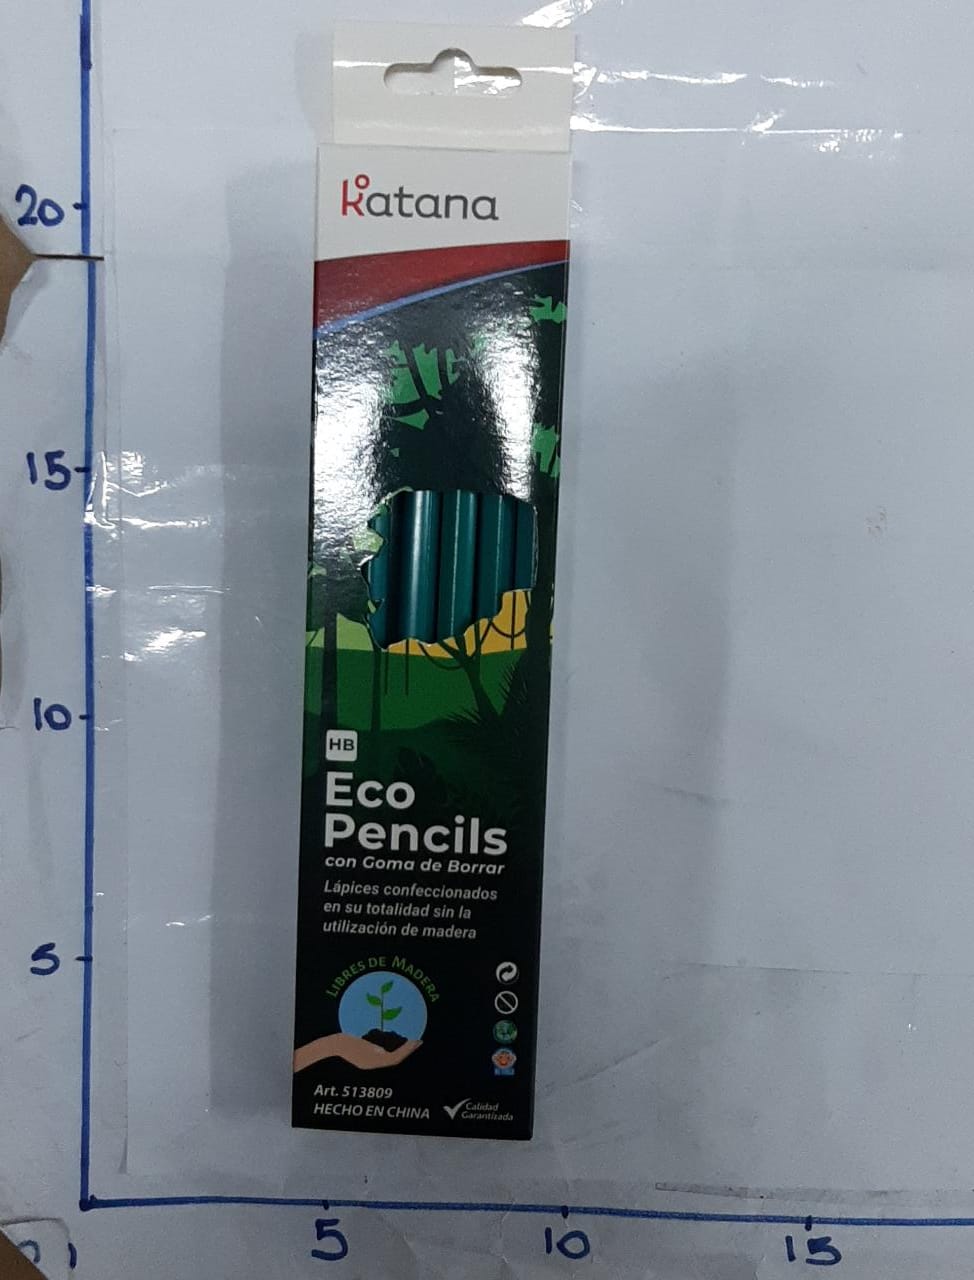 katana
20
15
10
HB
Eco
Pencils
con Goma de Borrar
Lápices confeccionados
en su totalidad sin la
utilización de madera
5
LIBRES DE MADERA
Art. 513809
HECHO EN CHINA
Calidad
Garantizada
5
10
15